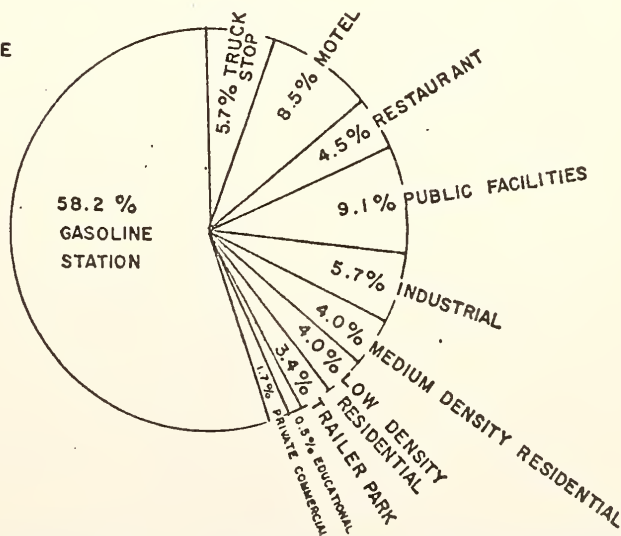 E
5.7% TRUCK
STOP
8.5% MOTEL
4.5% RESTAURANT
9.1% PUBLIC FACILITIES
5.7% INDUSTRIAL
4.0% MEDIUM DENSITY RESIDENTIAL
4.0% LOW DENSITY
RESIDENTIAL
3.4% TRAILER PARK
0.5% EDUCATIONAL
1.7% PRIVATE COMMERCIAL
58.2 %
GASOLINE
STATION